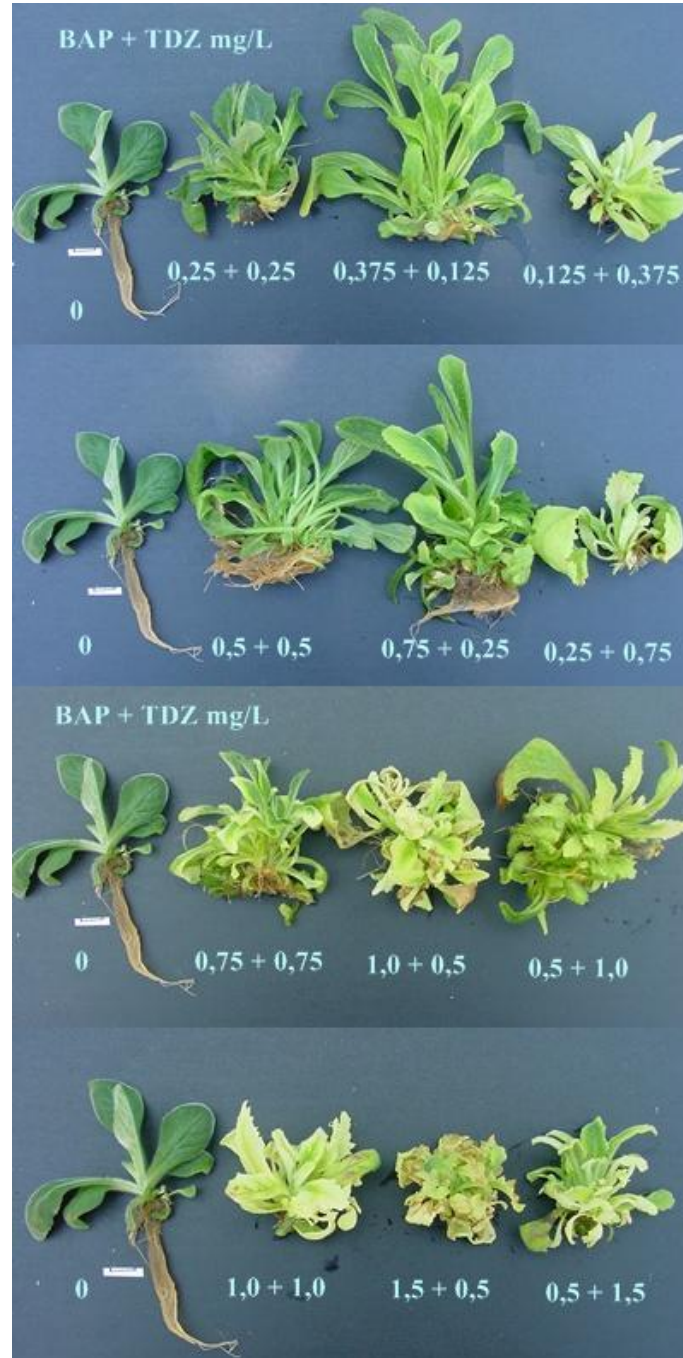 BAP + TDZ mg/L
0,25 + 0,25 0,375 + 0,125 0,125 + 0,375
0
0 0,5 + 0,5 0,75 + 0,25 0,25 + 0,75
BAP + TDZ mg/L
0 0,75 + 0,75 1,0 + 0,5 0,5 + 1,0
0 1,0 + 1,0 1,5 + 0,5 0,5 + 1,5